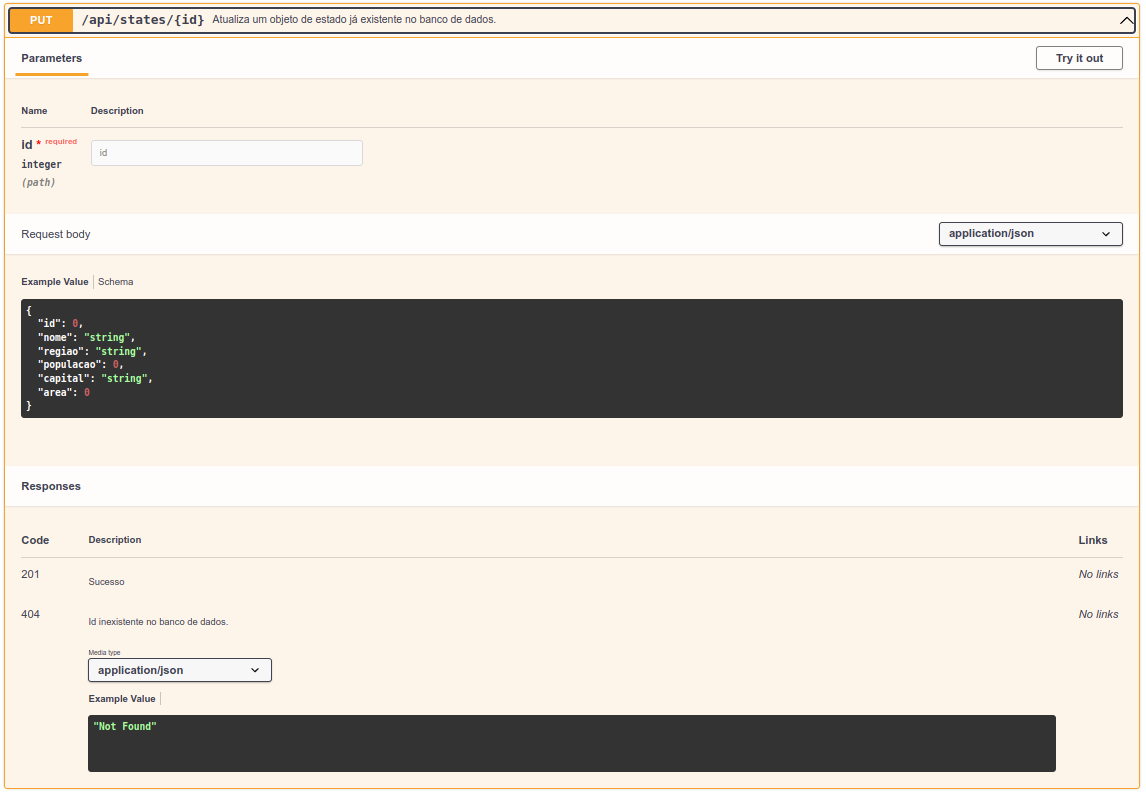 PUT /api/states/{id} Atualiza um objeto de estado já existente no banco de dados.
Parameters Try it out
Name Description
id * required
id
integer
(path)
Request body application/json
Example Value Schema
{
"id": 0,
"nome": "string",
"regiao": "string",
"populacao": 0,
"capital": "string",
"area": 0
}
Responses
Code Description Links
201 Sucesso No links
404 Id inexistente no banco de dados. No links
Media type
application/json
Example Value
"Not Found"